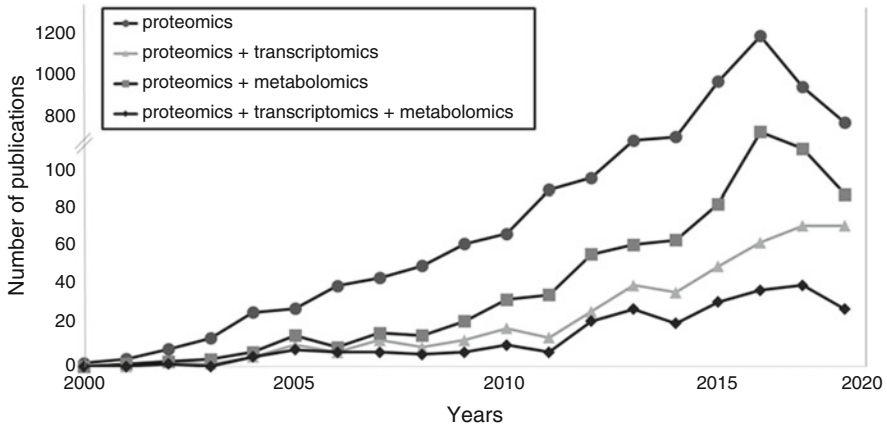 proteomics
proteomics + transcriptomics
proteomics + metabolomics
proteomics + transcriptomics + metabolomics
Number of publications
1200
1000
800
100
80
60
40
20
0
2000
2005
2010
2015
2020
Years